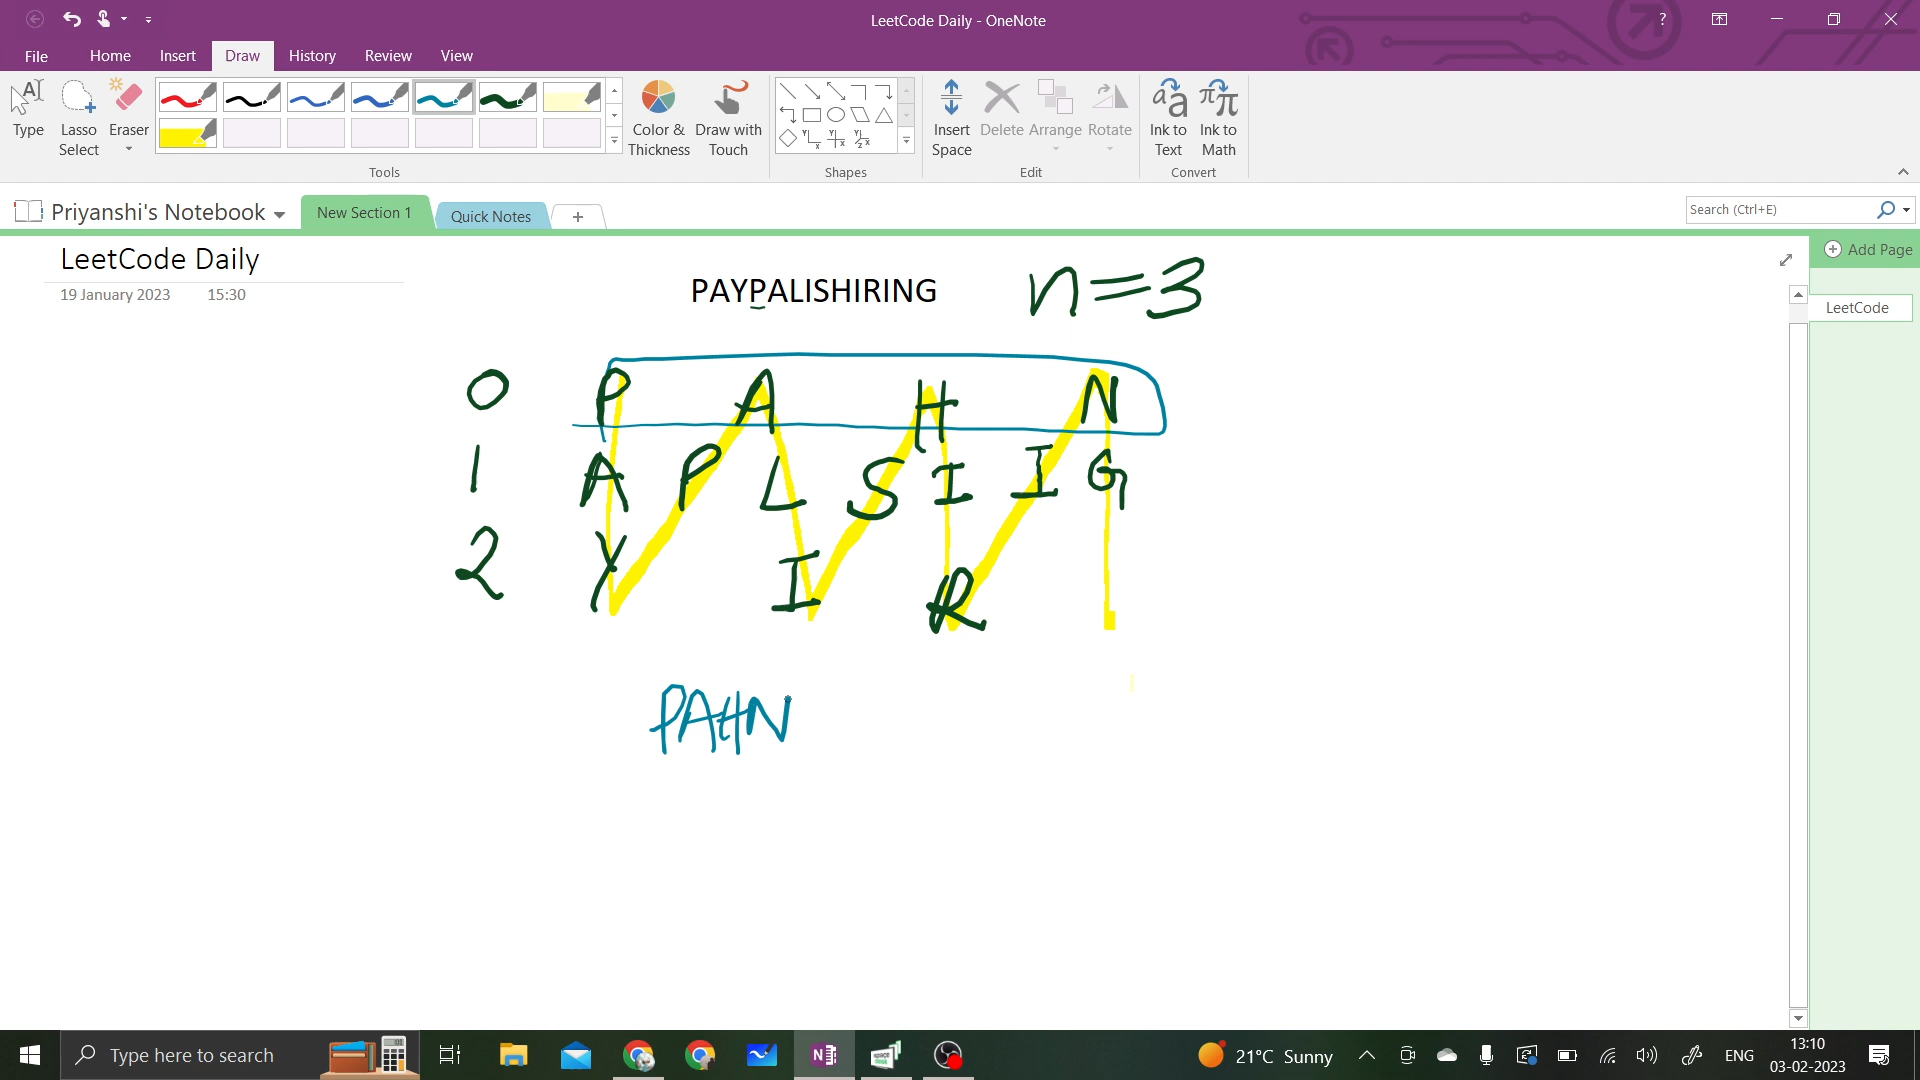 LeetCode Daily - OneNote
?
File Home Insert Draw History Review View
Type
Lasso Select
Eraser
Color & Thickness
Draw with Touch
Insert Space
Delete
Arrange
Rotate
Ink to Text
Ink to Math
Tools Shapes Edit Convert
Priyanshi's Notebook New Section 1 Quick Notes + Search (Ctrl+E)
LeetCode Daily
Add Page
19 January 2023 15:30
LeetCode
PAYPALISHIRING n=3
0 P A H N
1 A P L S I I G
2 Y I R
PAHN
Type here to search
21°C Sunny
ENG
13:10
03-02-2023